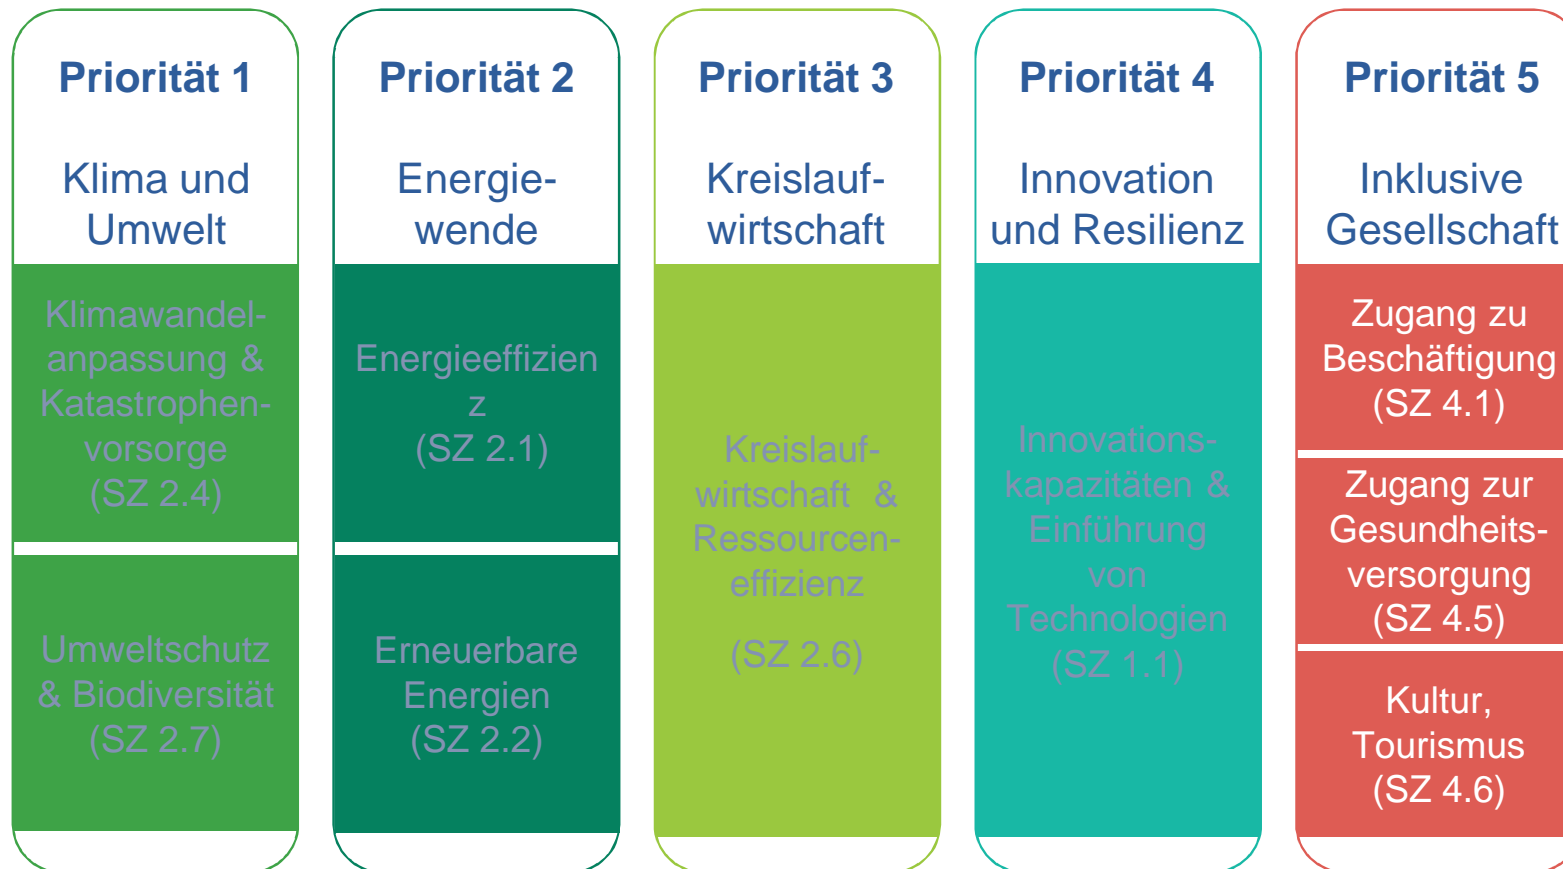 Priorität 1
Klima und
Umwelt
Klimawandel-
anpassung &
Katastrophen-
vorsorge
(SZ 2.4)
Umweltschutz
& Biodiversität
(SZ 2.7)
Priorität 2
Energie-
wende
Energieeffizien
z
(SZ 2.1)
Erneuerbare
Energien
(SZ 2.2)
Priorität 3
Kreislauf-
wirtschaft
Kreislauf-
wirtschaft &
Ressourcen-
effizienz
(SZ 2.6)
Priorität 4
Innovation
und Resilienz
Innovations-
kapazitäten &
Einführung
von
Technologien
(SZ 1.1)
Priorität 5
Inklusive
Gesellschaft
Zugang zu
Beschäftigung
(SZ 4.1)
Zugang zur
Gesundheits-
versorgung
(SZ 4.5)
Kultur,
Tourismus
(SZ 4.6)